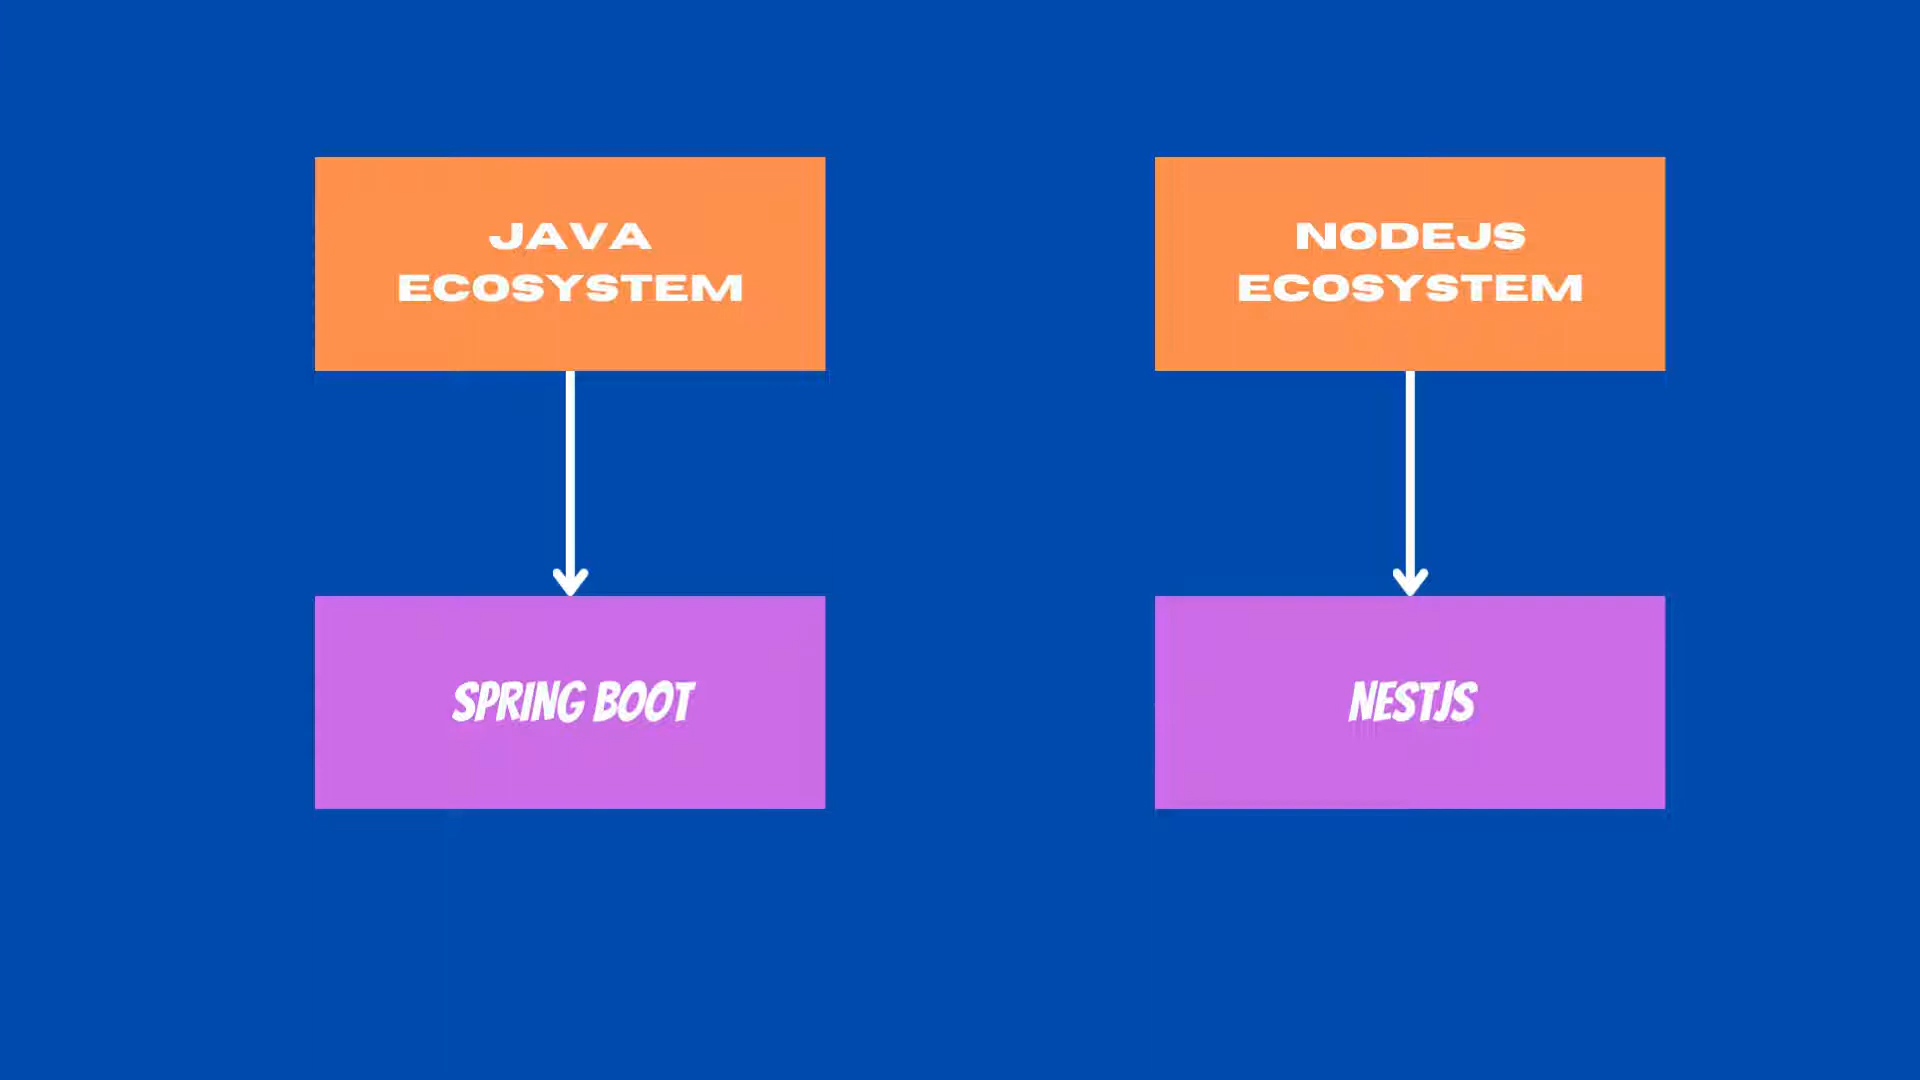 JAVA
ECOSYSTEM
SPRING BOOT
NODEJS
ECOSYSTEM
NESTJS